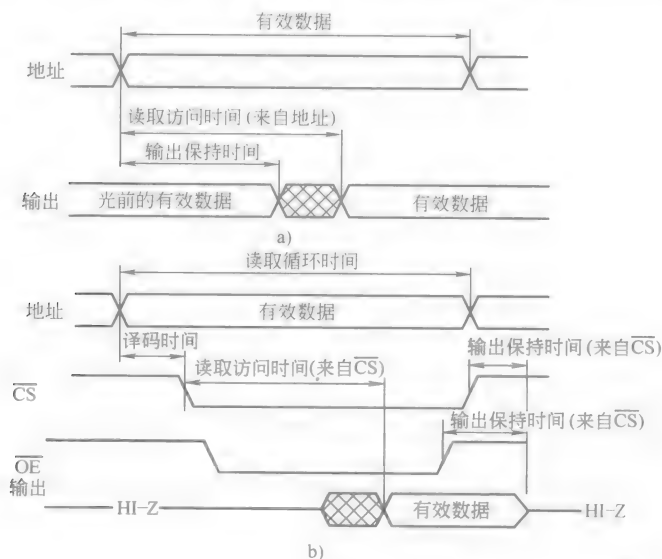 有效数据
地址
读取访问时间(来自地址)
输出保持时间
输出
光前的有效数据
有效数据
a)
读取循环时间
地址
有效数据
译码时间
输出保持时间(来自CS)
读取访问时间(来自CS)
CS
输出保持时间(来自CS)
OE
输出
HI-Z
有效数据
HI-Z
b)